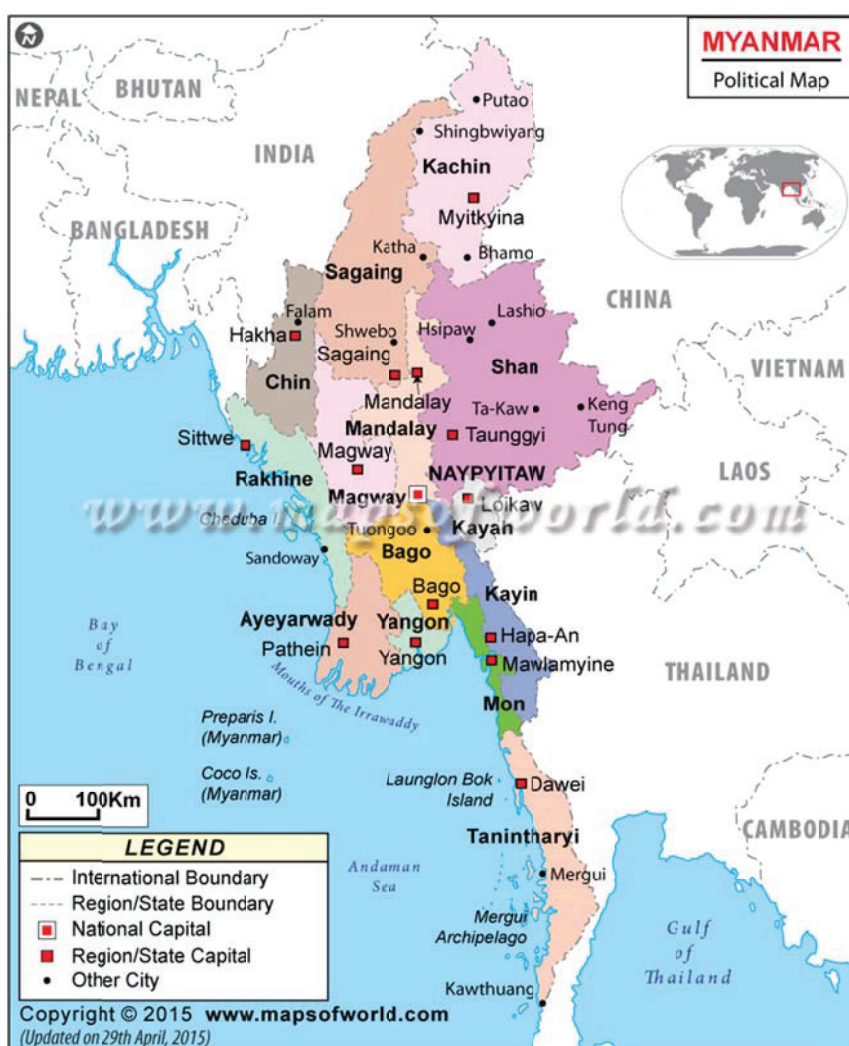 MYANMAR
Political Map
N
NEPAL
BHUTAN
INDIA
BANGLADESH
CHINA
VIETNAM
LAOS
THAILAND
CAMBODIA
Putao
Shingbwiyang
Kachin
Myitkyina
Katha
Bhamo
Sagaing
Falam
Hakha
Shwebo
Sagaing
Hsipaw
Lashio
Shan
Chin
Mandalay
Mandalay
Ta-Kaw
Keng
Tung
Taunggyi
Sittwe
Magway
Rakhine
NAYPYITAW
Magway
Loikaw
www.mapsofworld.com
Cheduba I.
Tuongoo
Kayan
Sandoway
Bago
Bago
Kayin
Ayeyarwady
Yangon
Hapa-An
Pathein
Yangon
Mawlamyine
Bay
of
Bengal
Mouths of The Irrawaddy
Mon
Preparis I.
(Myanmar)
Coco Is.
(Myanmar)
Launglon Bok
Island
Dawei
Tanintharyi
Andaman
Sea
Mergui
Mergui
Archipelago
Gulf
of
Thailand
Kawthuang
0 100Km
LEGEND
International Boundary
Region/State Boundary
National Capital
Region/State Capital
Other City
Copyright © 2015 www.mapsofworld.com
(Updated on 29th April, 2015)